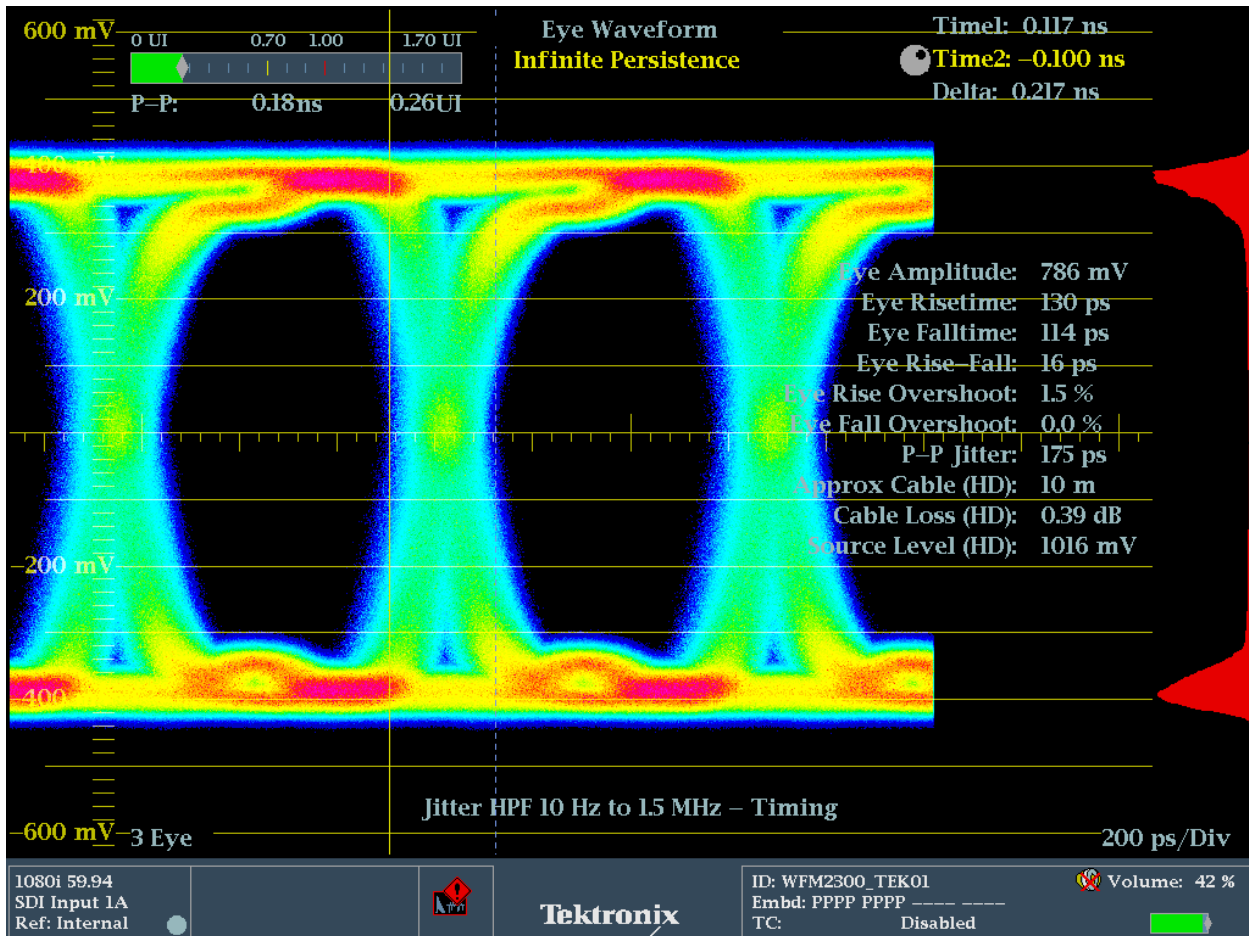 600 mV
0 UI 0.70 1.00 1.70 UI
P-P: 0.18ns 0.26UI
Eye Waveform
Infinite Persistence
Time1: 0.117 ns
Time2: -0.100 ns
Delta: 0.217 ns
400 mV
200 mV
Eye Amplitude: 786 mV
Eye Risetime: 130 ps
Eye Falltime: 114 ps
Eye Rise-Fall: 16 ps
Eye Rise Overshoot: 1.5 %
Eye Fall Overshoot: 0.0 %
P-P Jitter: 175 ps
Approx Cable (HD): 10 m
Cable Loss (HD): 0.39 dB
Source Level (HD): 1016 mV
-200 mV
-400 mV
Jitter HPF 10 Hz to 1.5 MHz - Timing
-600 mV
3 Eye
200 ps/Div
1080i 59.94
SDI Input 1A
Ref: Internal
Tektronix
ID: WFM2300_TEK01
Embd: PPPP PPPP ---- ----
TC: Disabled
Volume: 42 %